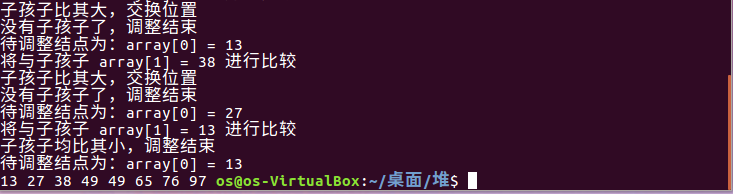 子孩子比其大，交换位置
没有子孩子了，调整结束
待调整结点为：array[0] = 13
将与子孩子 array[1] = 38 进行比较
子孩子比其大，交换位置
没有子孩子了，调整结束
待调整结点为：array[0] = 27
将与子孩子 array[1] = 13 进行比较
子孩子均比其小，调整结束
待调整结点为：array[0] = 13
13 27 38 49 49 65 76 97 os@os-VirtualBox:~/桌面/堆$